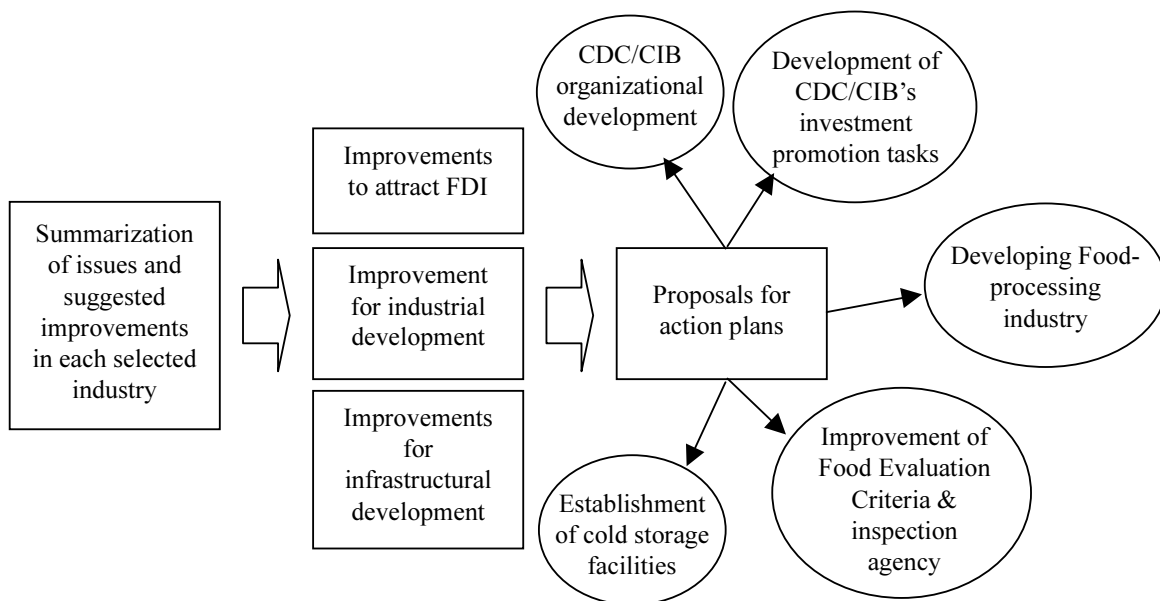 Summarization
of issues and
suggested
improvements
in each selected
industry
Improvements
to attract FDI
Improvement
for industrial
development
Improvements
for
infrastructural
development
Proposals for
action plans
CDC/CIB
organizational
development
Development of
CDC/CIB’s
investment
promotion tasks
Developing Food-
processing
industry
Improvement of
Food Evaluation
Criteria &
inspection
agency
Establishment
of cold storage
facilities